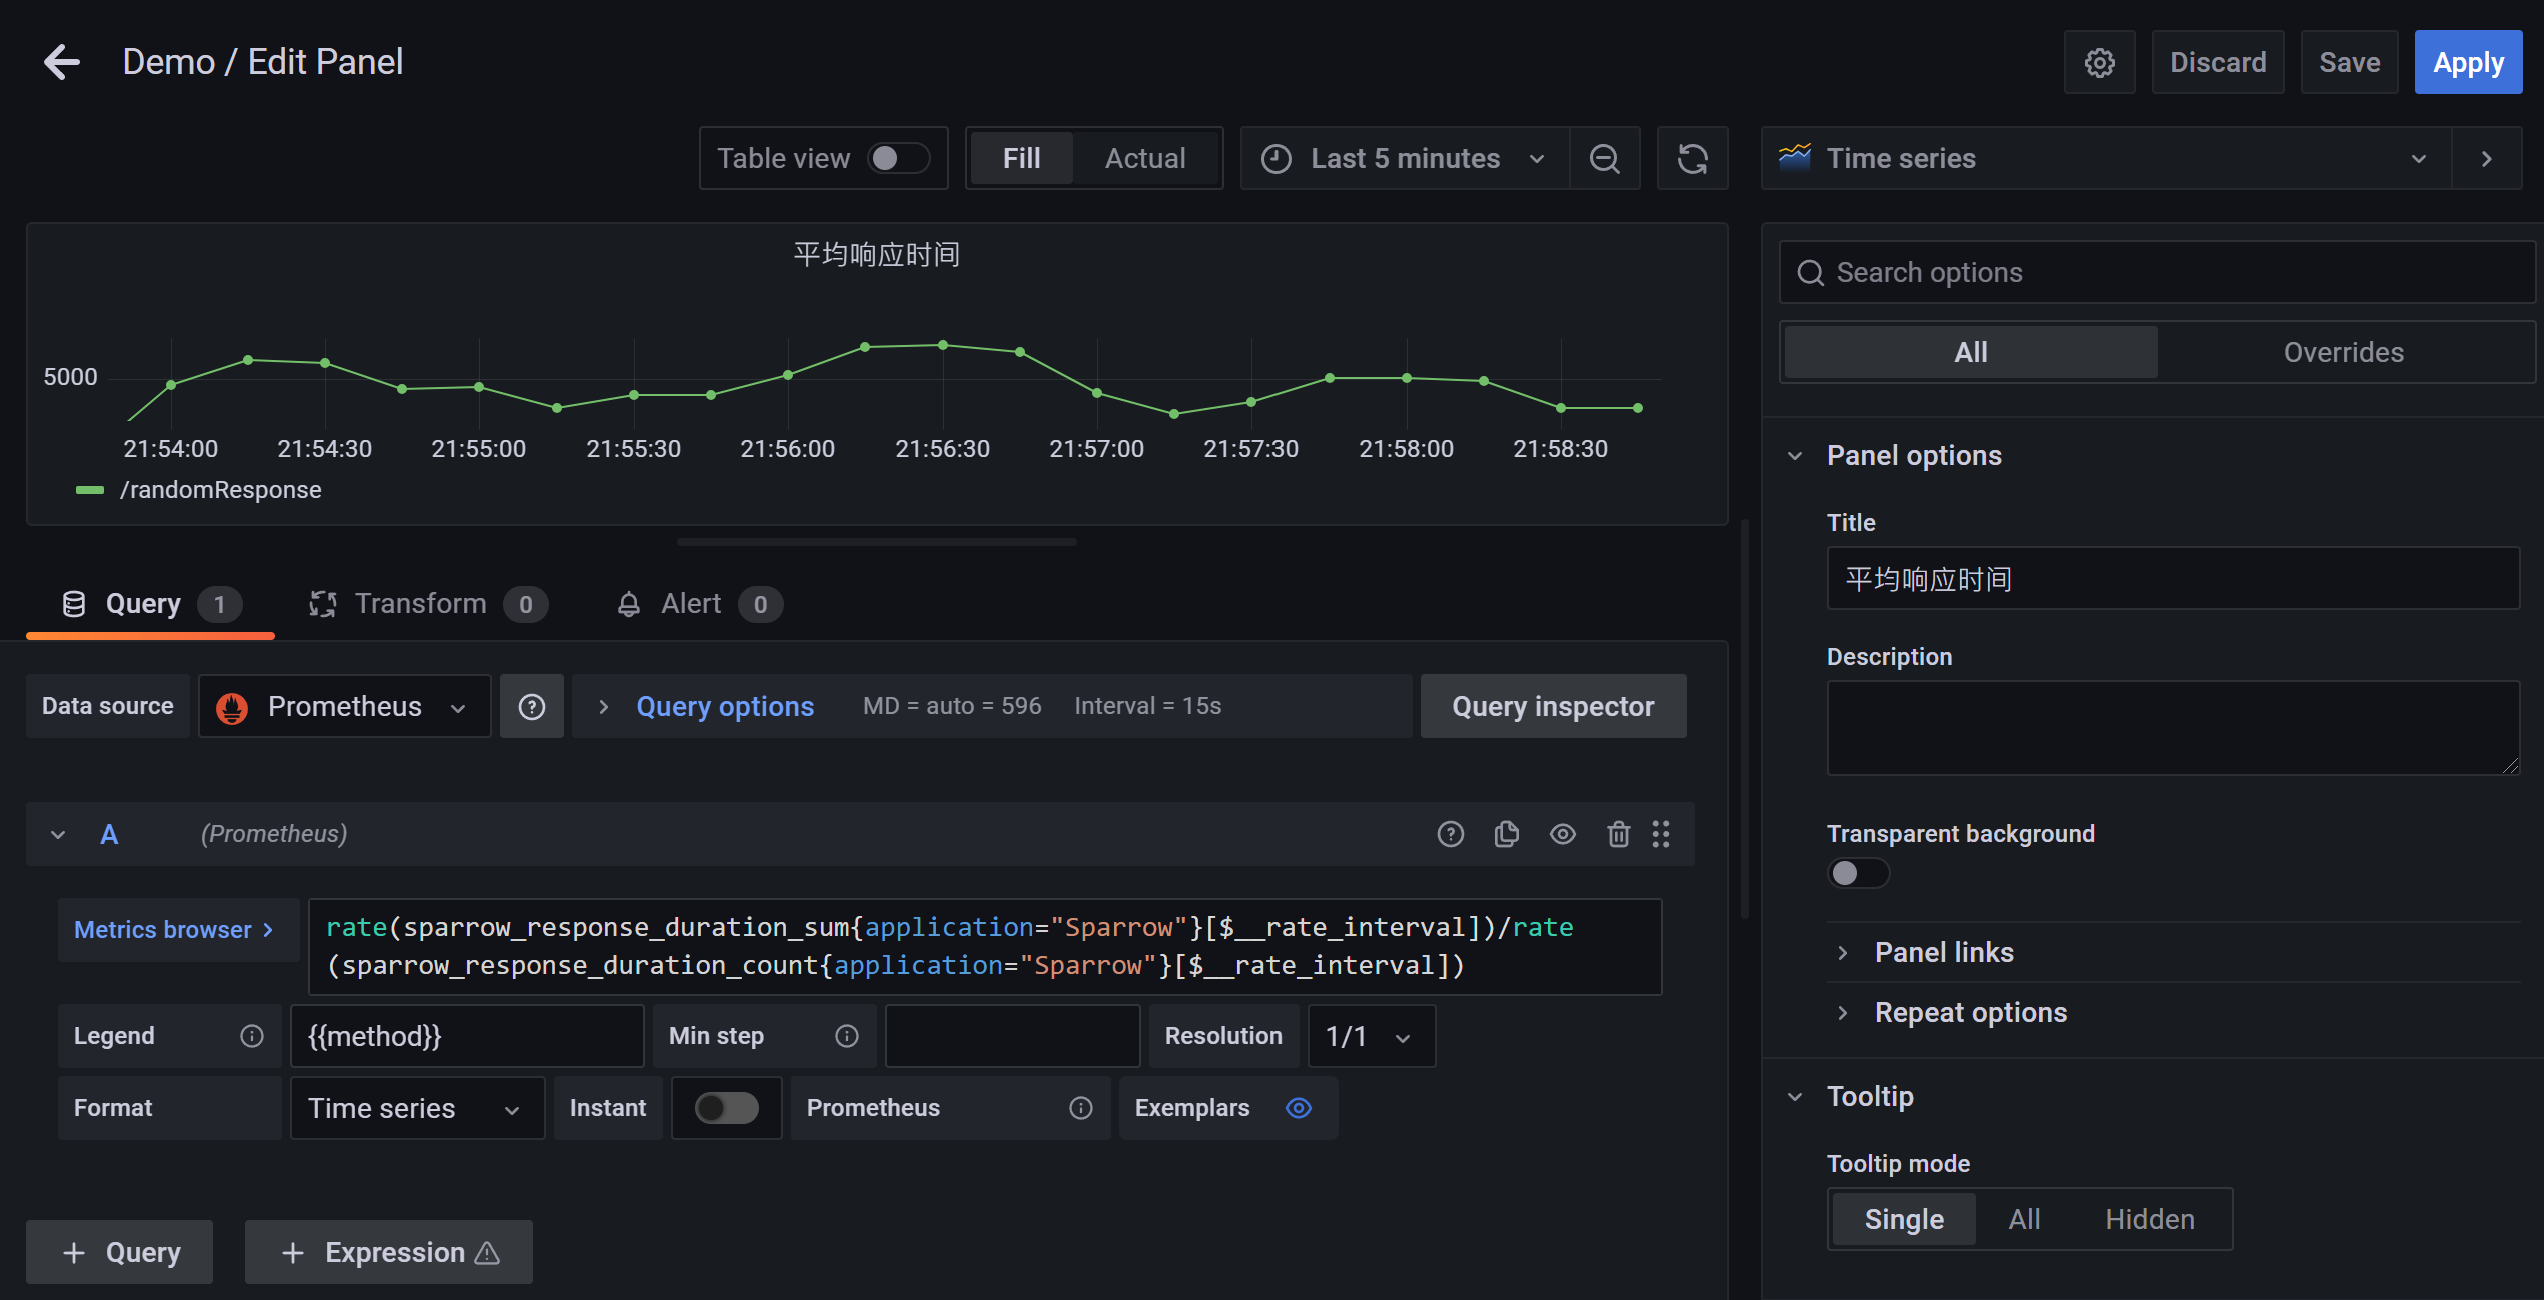 Demo / Edit Panel
Discard
Save
Apply
Table view
Fill
Actual
Last 5 minutes
Time series
平均响应时间
5000
21:54:00
21:54:30
21:55:00
21:55:30
21:56:00
21:56:30
21:57:00
21:57:30
21:58:00
21:58:30
/randomResponse
Search options
All
Overrides
Panel options
Title
平均响应时间
Description
Transparent background
Panel links
Repeat options
Tooltip
Tooltip mode
Single
All
Hidden
Query 1
Transform 0
Alert 0
Data source
Prometheus
Query options
MD = auto = 596
Interval = 15s
Query inspector
A
(Prometheus)
Metrics browser
rate(sparrow_response_duration_sum{application="Sparrow"}[$__rate_interval])/rate
(sparrow_response_duration_count{application="Sparrow"}[$__rate_interval])
Legend
{{method}}
Min step
Resolution
1/1
Format
Time series
Instant
Prometheus
Exemplars
+ Query
+ Expression